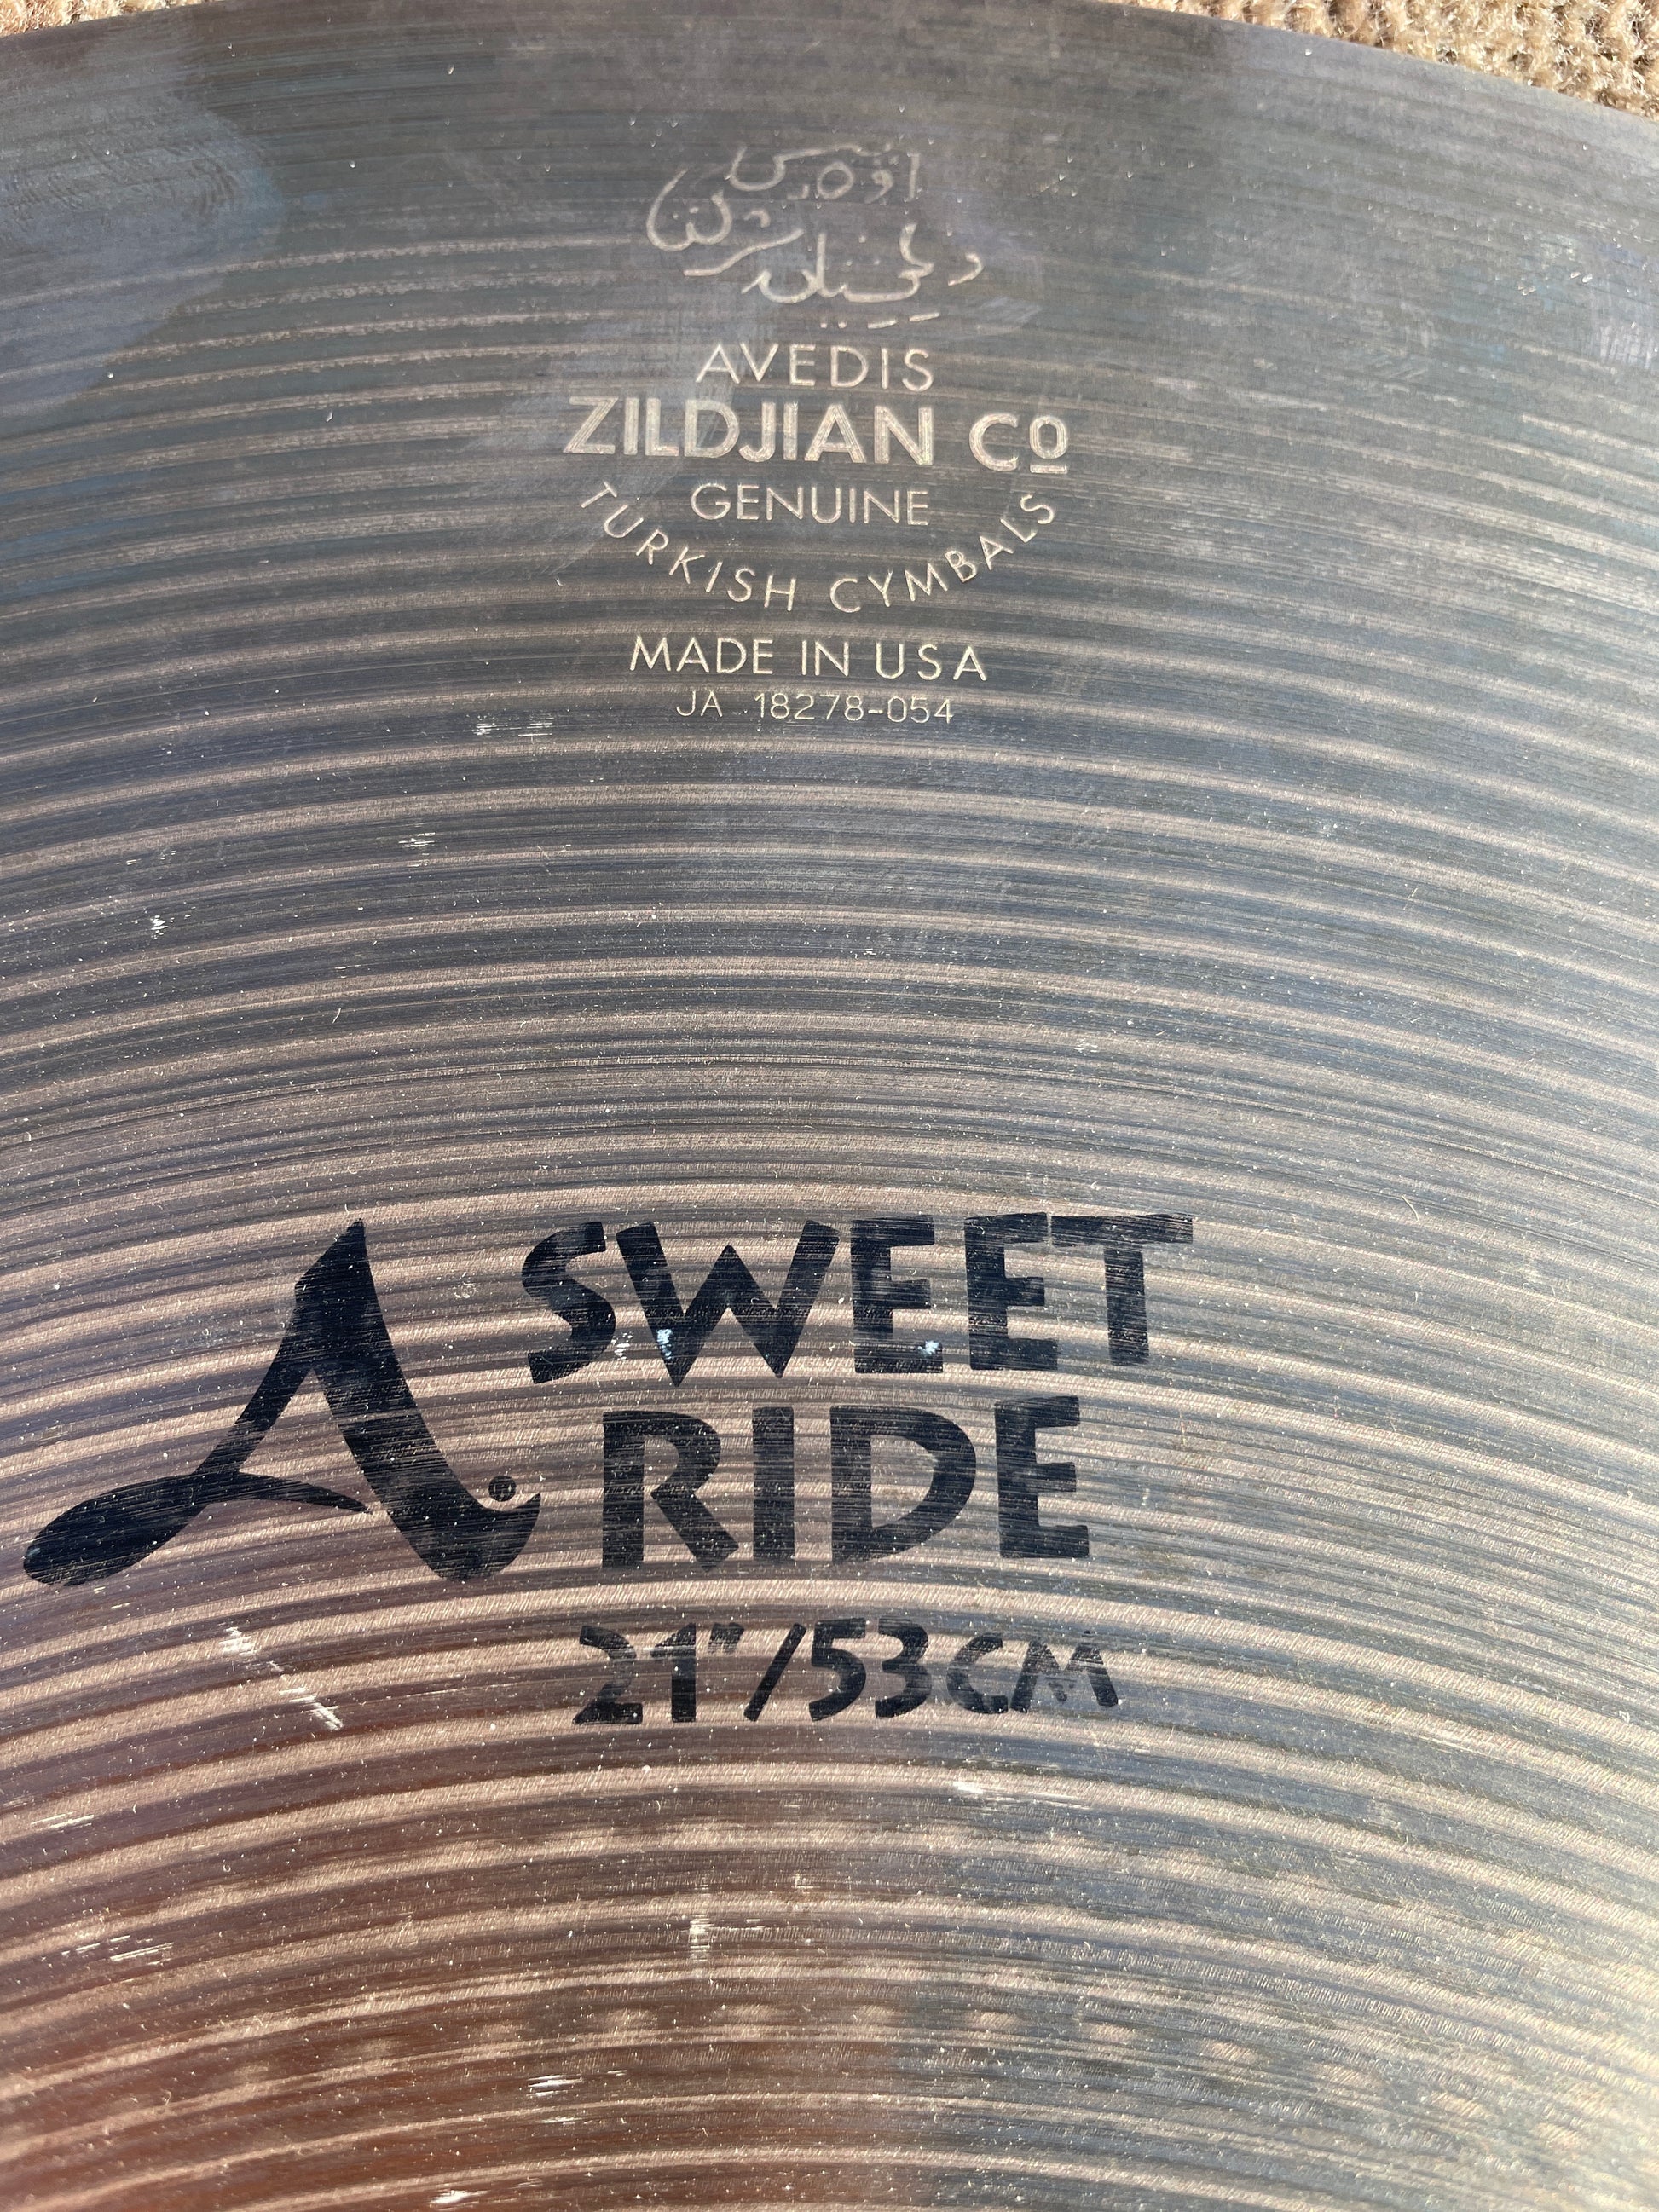 AVEDIS
ZILDJIAN Cº
GENUINE
TURKISH CYMBALS
MADE IN USA
JA 18278-054
A. SWEET
RIDE
21"/53CM